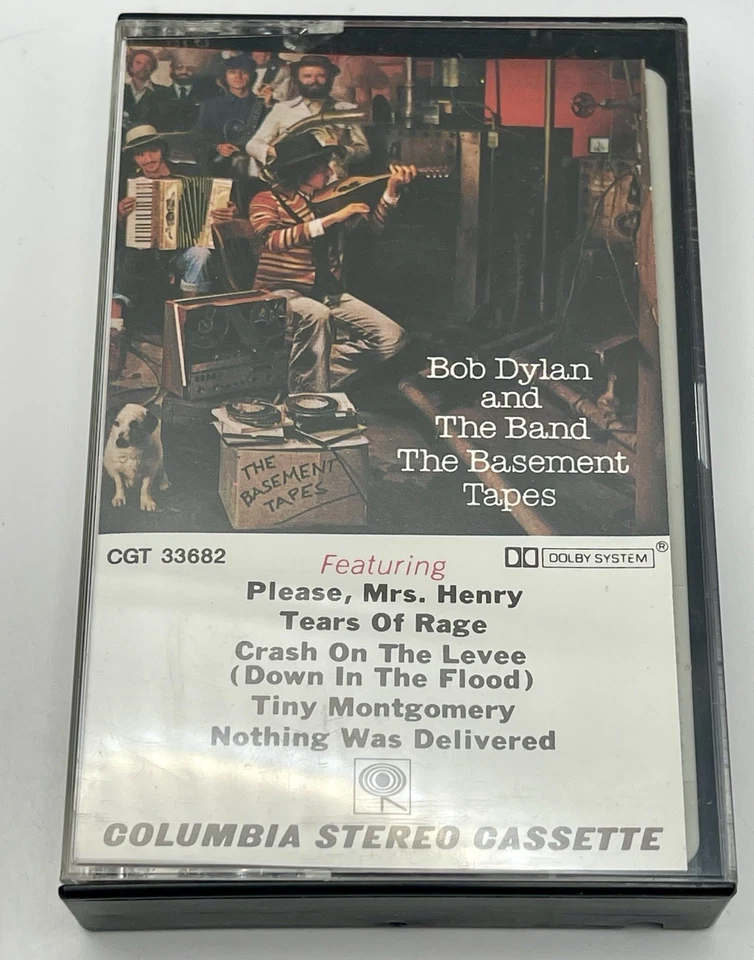 Bob Dylan
and
The Band
The Basement
Tapes
THE
BASEMENT
TAPES
CGT 33682
DOLBY SYSTEM®
Featuring
Please, Mrs. Henry
Tears Of Rage
Crash On The Levee
(Down In The Flood)
Tiny Montgomery
Nothing Was Delivered
COLUMBIA STEREO CASSETTE